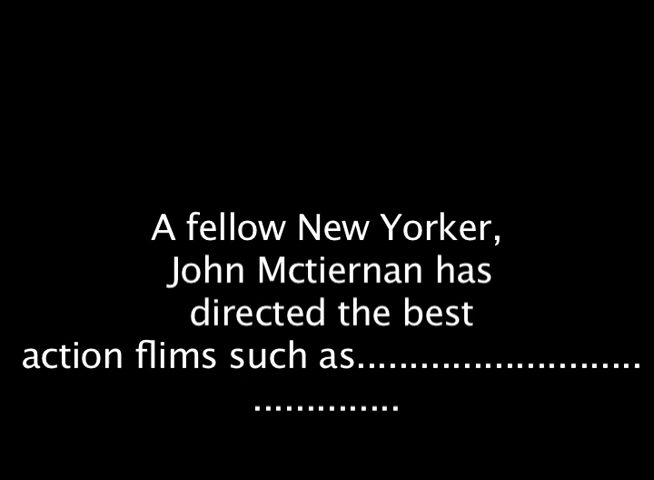 A fellow New Yorker,
John Mctiernan has
directed the best
action flims such as...........................
..............